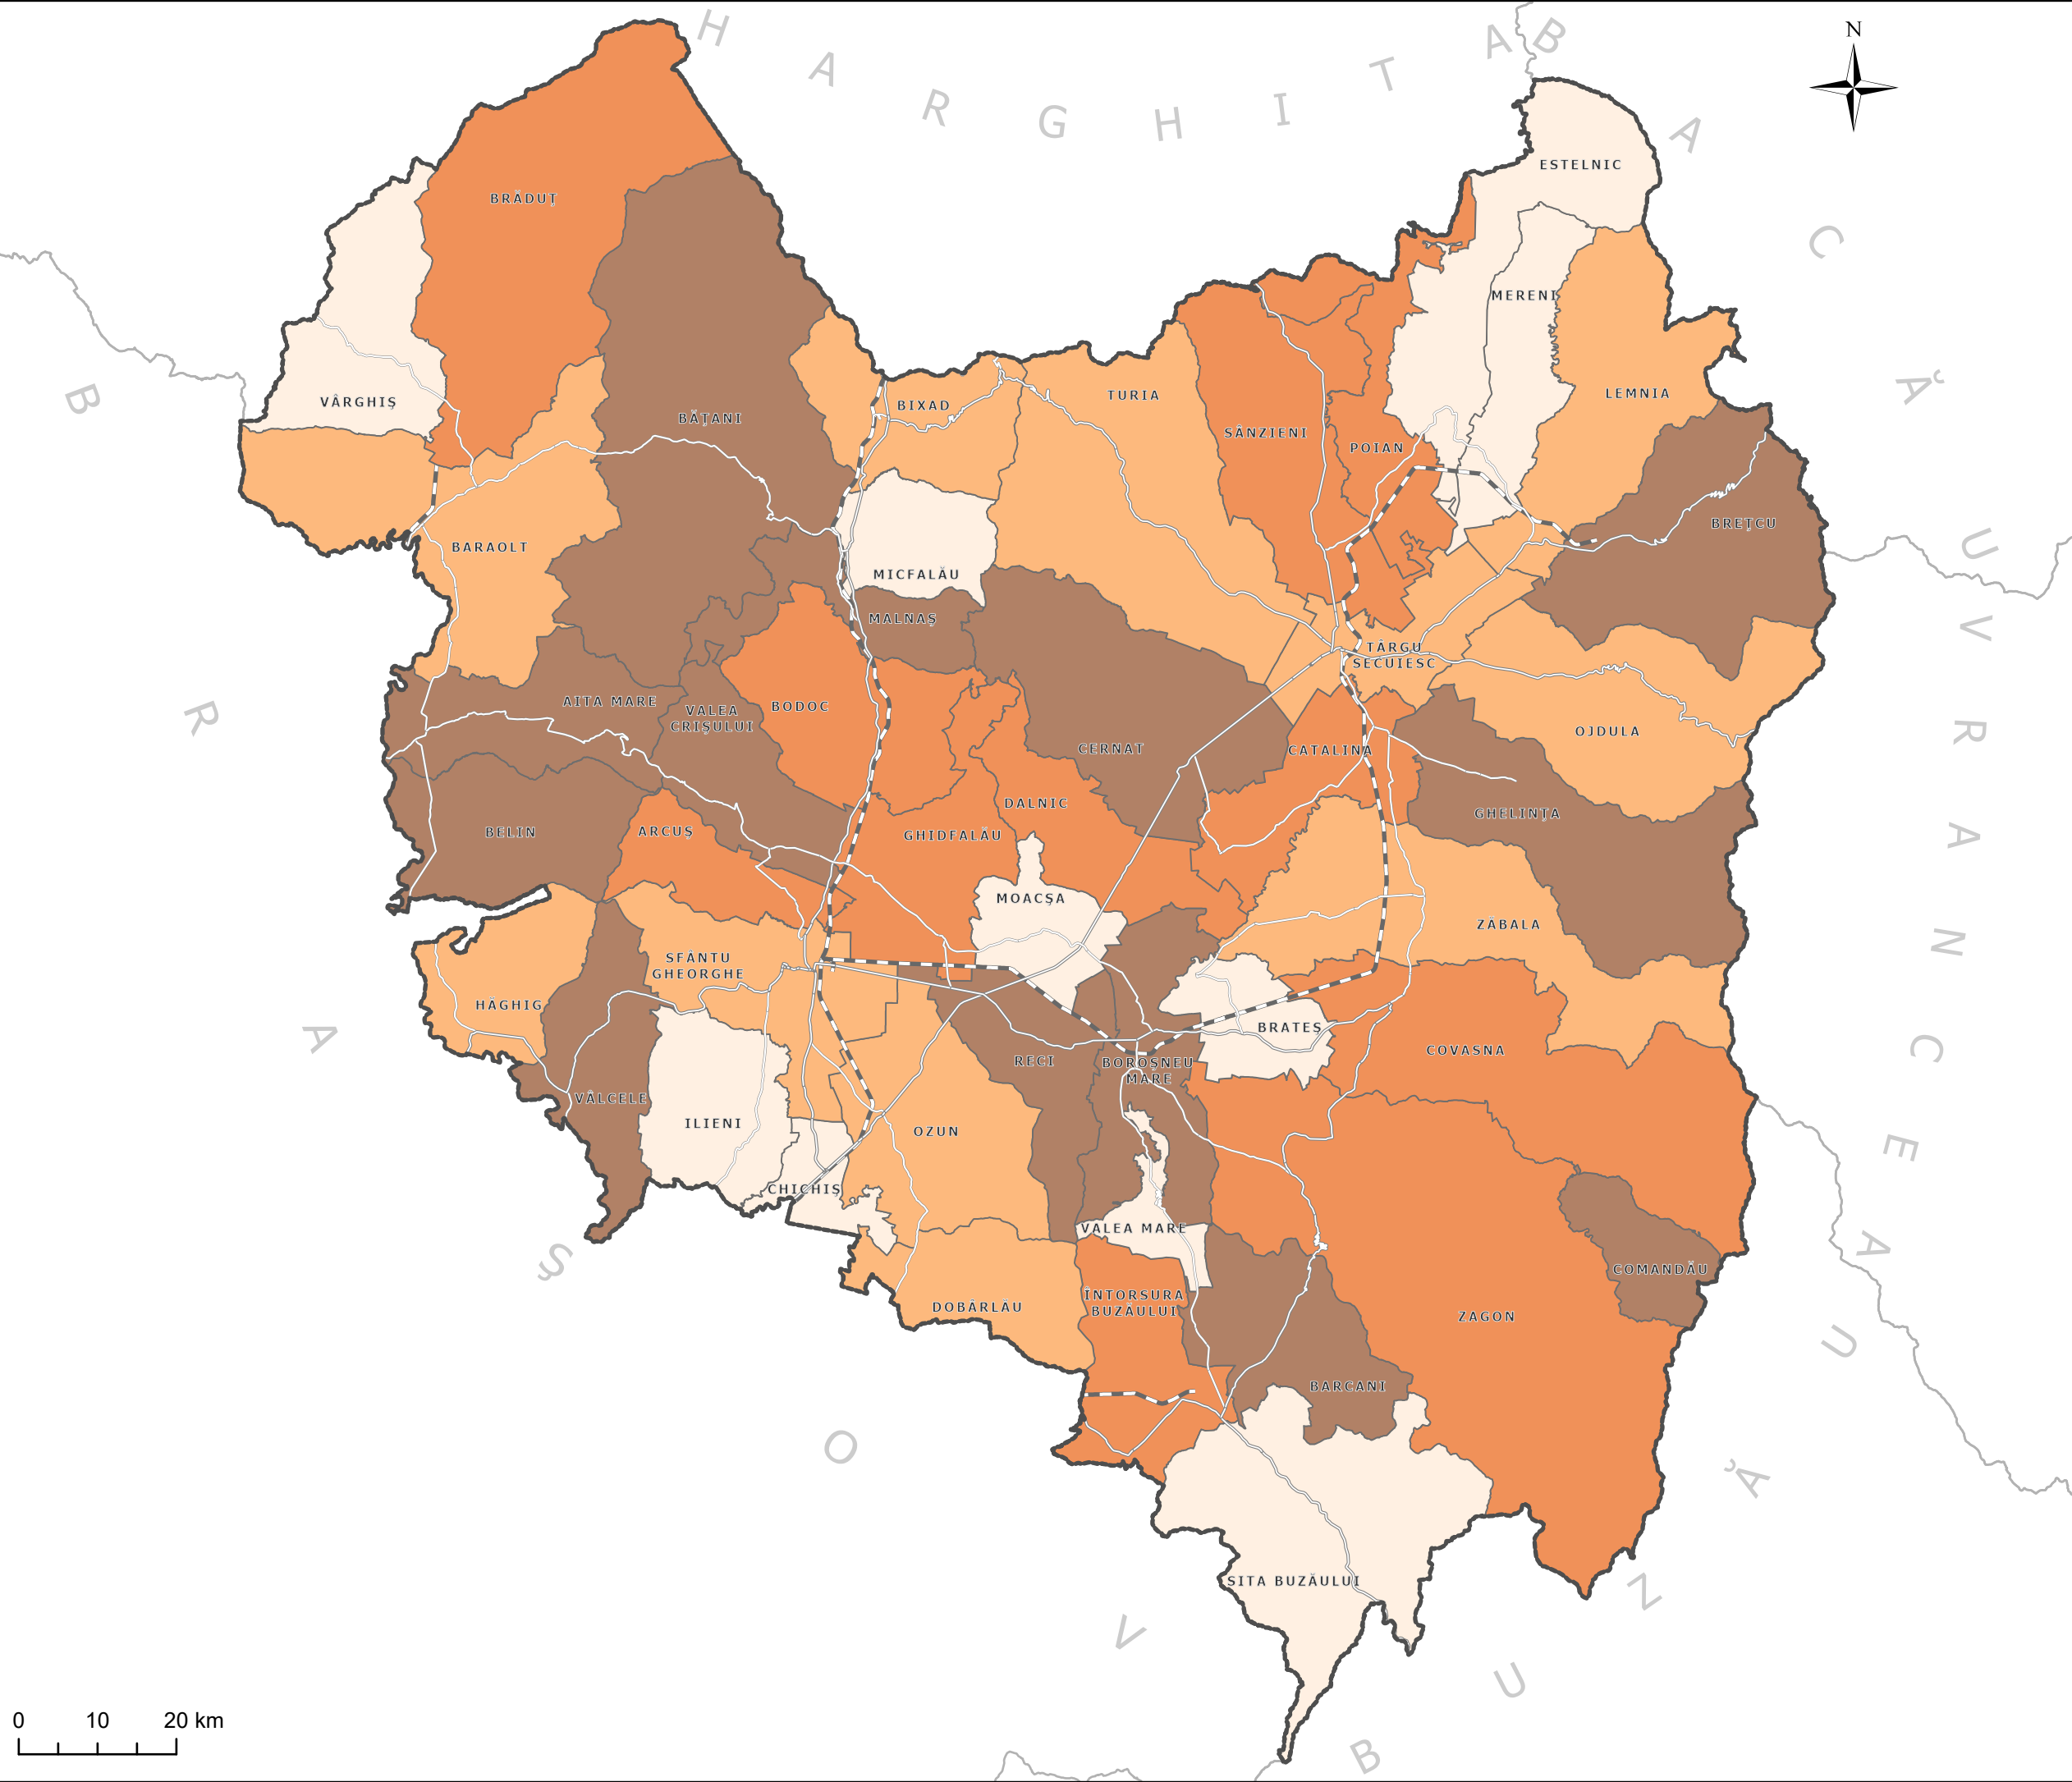 HARGHITA
BACĂU
VRANCEA
BUZĂU
BRAȘOV
N
ESTELNIC
BRĂDUȚ
MERENI
LEMNIA
TURIA
VÂRGHIȘ
BIXAD
BĂȚANI
SÂNZIENI
POIAN
BREȚCU
BARAOLT
MICFALĂU
MALNAȘ
TÂRGU
SECUIESC
AITA MARE
BODOC
VALEA
CRIȘULUI
OJDULA
CERNAT
CATALINA
DALNIC
GHELINȚA
BELIN
ARCUȘ
GHIDFALĂU
MOACȘA
ZĂBALA
SFÂNTU
GHEORGHE
HĂGHIG
BRATEȘ
COVASNA
RECI
BOROȘNEU
MARE
VÂLCELE
ILIENI
OZUN
CHICHIȘ
VALEA MARE
COMANDĂU
ÎNTORSURA
BUZĂULUI
DOBÂRLĂU
ZAGON
BARCANI
SITA BUZĂULUI
0 10 20 km